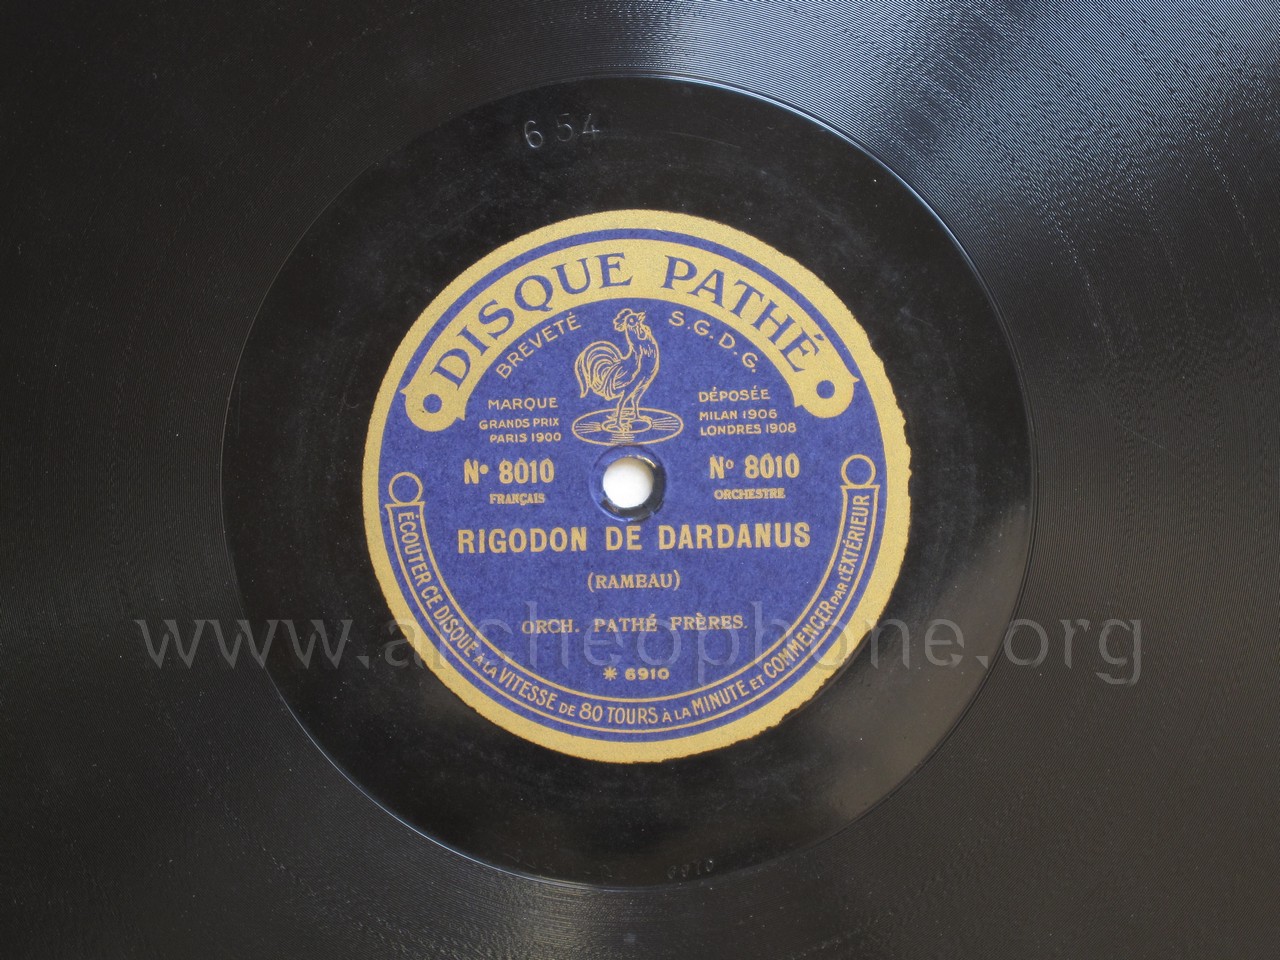 654
DISQUE PATHÉ
BREVETÉ S.G.D.G.
MARQUE DÉPOSÉE
GRANDS PRIX
PARIS 1900
MILAN 1906
LONDRES 1908
Nº 8010
FRANÇAIS
Nº 8010
ORCHESTRE
RIGODON DE DARDANUS
(RAMBAU)
ORCH. PATHÉ FRÈRES.
* 6910
ÉCOUTER CE DISQUE À LA VITESSE DE 80 TOURS À LA MINUTE ET COMMENCER PAR L'EXTÉRIEUR
www.archeophone.org